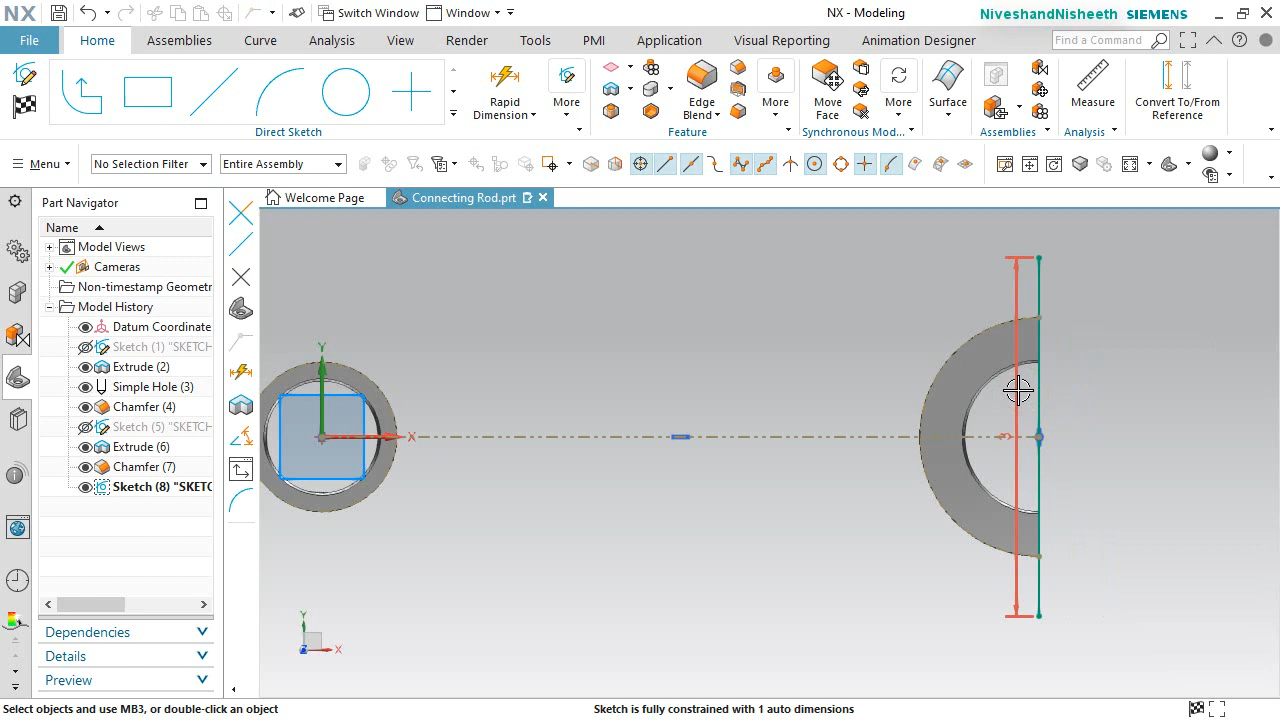 NX
Switch Window
Window
NX - Modeling
NiveshandNisheeth SIEMENS
File
Home
Assemblies
Curve
Analysis
View
Render
Tools
PMI
Application
Visual Reporting
Animation Designer
Find a Command
Rapid
Dimension
More
Edge
Blend
More
Move
Face
More
Surface
Measure
Convert To/From
Reference
Direct Sketch
Feature
Synchronous Mod...
Assemblies
Analysis
Menu
No Selection Filter
Entire Assembly
Part Navigator
Welcome Page
Connecting Rod.prt
Name
Model Views
Cameras
Non-timestamp Geometr
Model History
Datum Coordinate
Sketch (1) "SKETCH
Extrude (2)
Simple Hole (3)
Chamfer (4)
Sketch (5) "SKETCH
Extrude (6)
Chamfer (7)
Sketch (8) "SKETC
Dependencies
Details
Preview
Y
X
Y
X
Select objects and use MB3, or double-click an object
Sketch is fully constrained with 1 auto dimensions